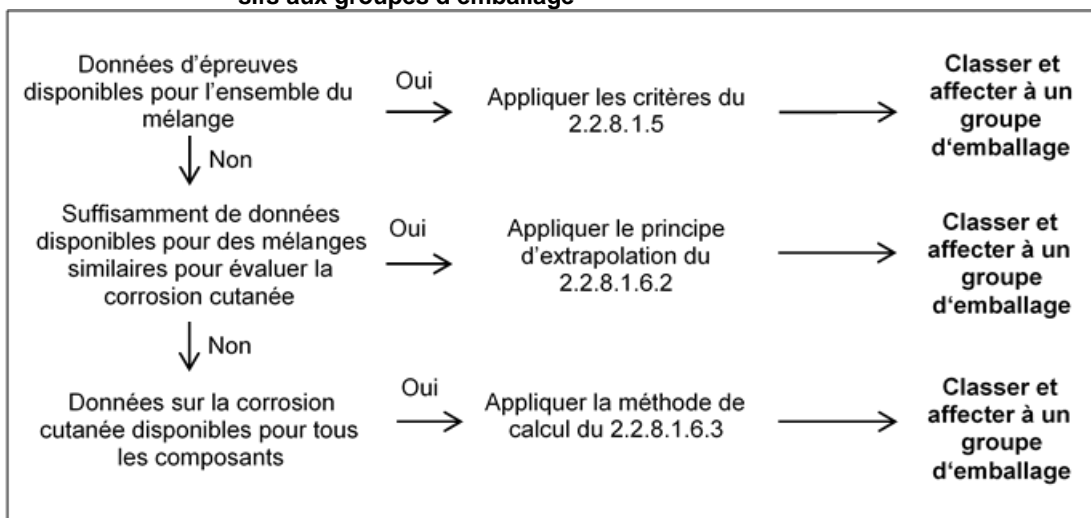 sifs aux groupes d'emballage
Données d'épreuves
disponibles pour l'ensemble du
mélange
Oui
Appliquer les critères du
2.2.8.1.5
Classer et
affecter à un
groupe
d'emballage
Non
Suffisamment de données
disponibles pour des mélanges
similaires pour évaluer la
corrosion cutanée
Oui
Appliquer le principe
d'extrapolation du
2.2.8.1.6.2
Classer et
affecter à un
groupe
d'emballage
Non
Données sur la corrosion
cutanée disponibles pour tous
les composants
Oui
Appliquer la méthode de
calcul du 2.2.8.1.6.3
Classer et
affecter à un
groupe
d'emballage